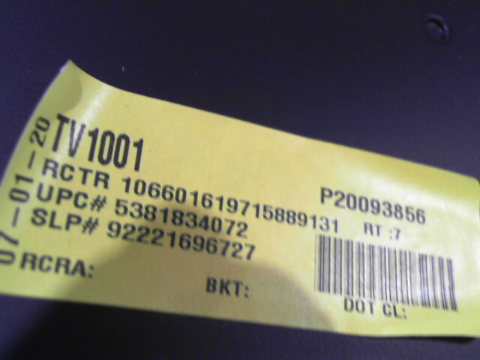 07-01-20
TV1001
P20093856
RCTR 106601619715889131 RT :7
UPC# 5381834072
SLP# 92221696727
RCRA: BKT: DOT CL: